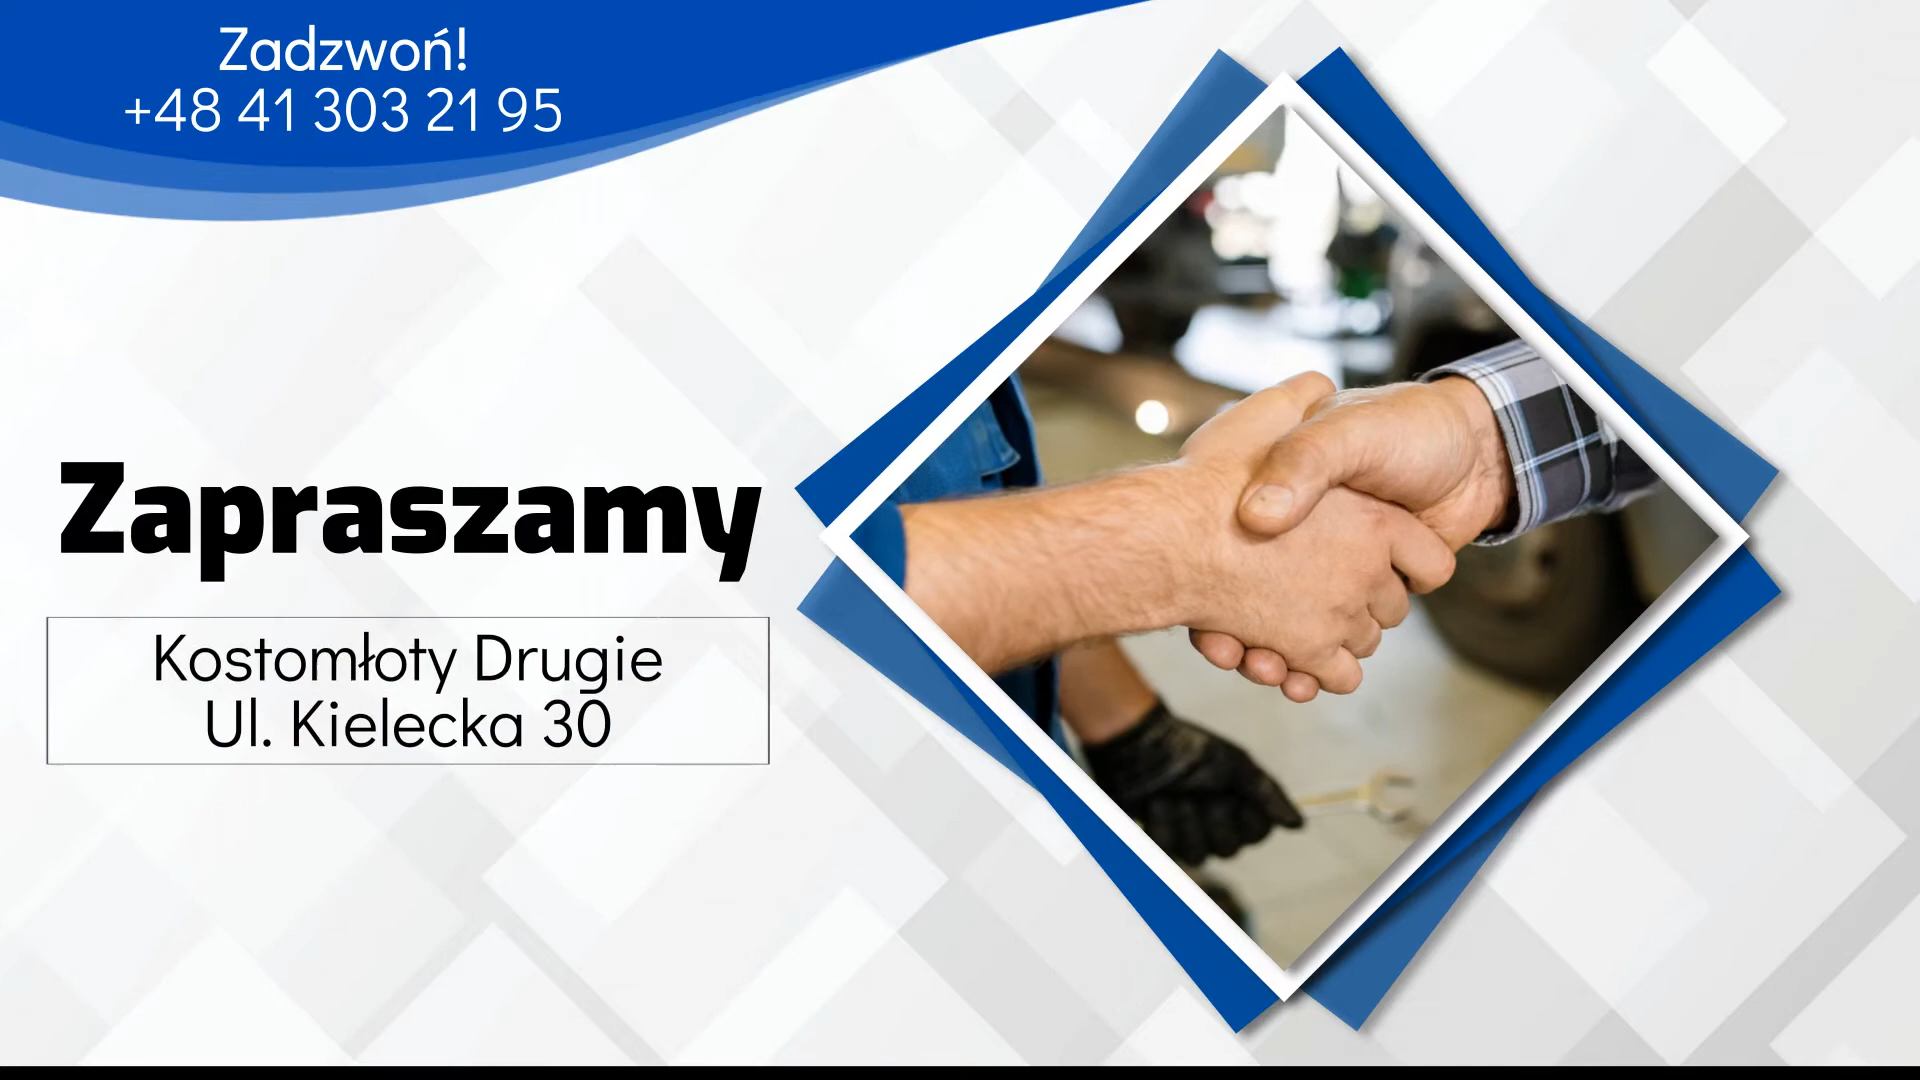 Zadzwoń!
+48 41 303 21 95
Zapraszamy
Kostomłoty Drugie
Ul. Kielecka 30